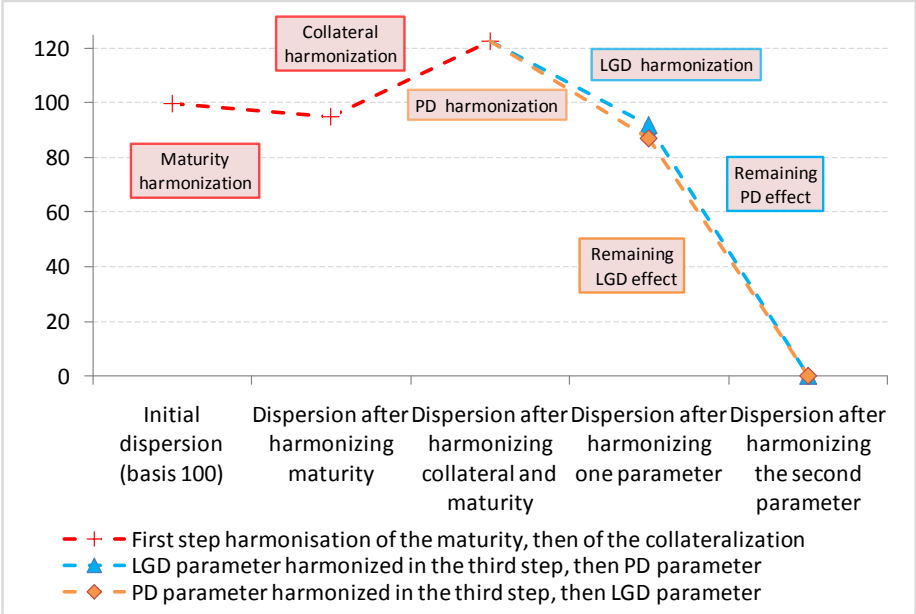 Collateral
harmonization
LGD harmonization
PD harmonization
Maturity
harmonization
Remaining
PD effect
Remaining
LGD effect
120
100
80
60
40
20
0
Initial
dispersion
(basis 100)
Dispersion after
harmonizing
maturity
Dispersion after
harmonizing
collateral and
maturity
Dispersion after
harmonizing
one parameter
Dispersion after
harmonizing
the second
parameter
First step harmonisation of the maturity, then of the collateralization
LGD parameter harmonized in the third step, then PD parameter
PD parameter harmonized in the third step, then LGD parameter